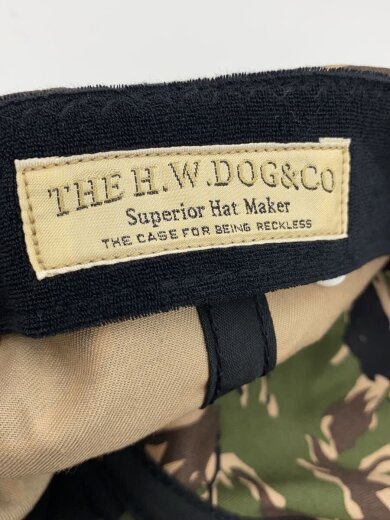 THE H.W.DOG&CO
Superior Hat Maker
THE CASE FOR BEING RECKLESS